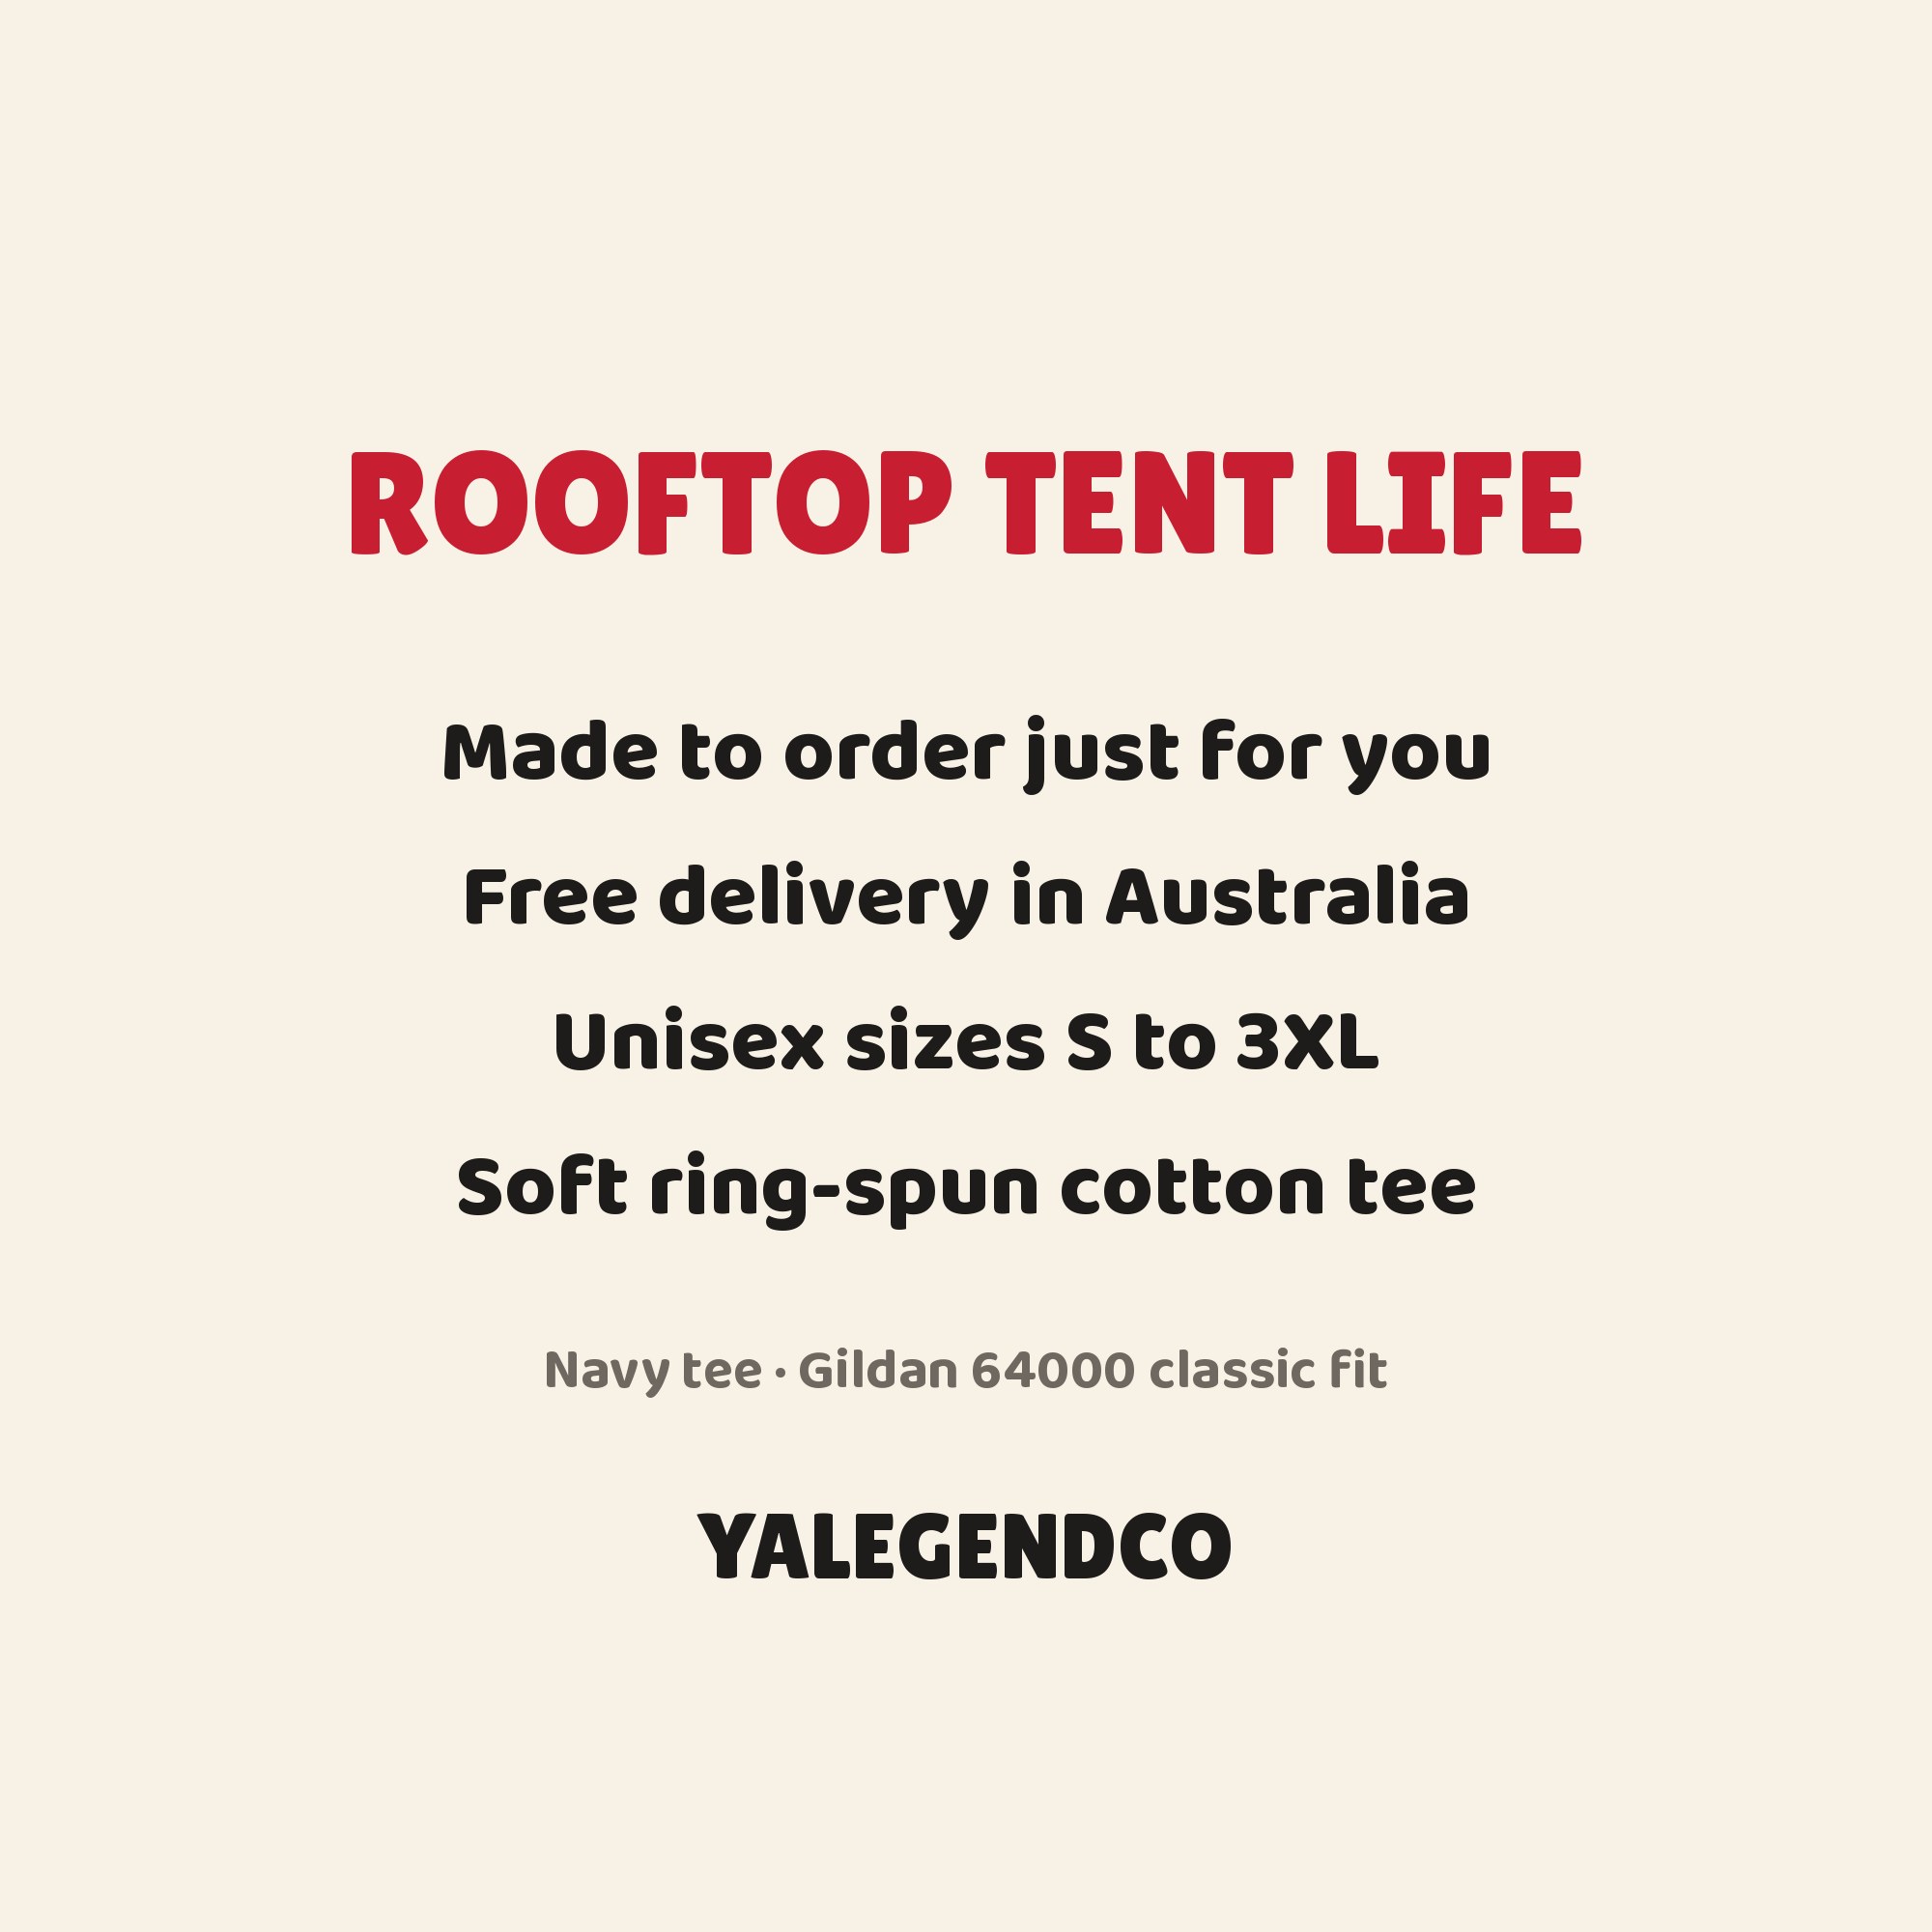 ROOFTOP TENT LIFE
Made to order just for you
Free delivery in Australia
Unisex sizes S to 3XL
Soft ring-spun cotton tee
Navy tee · Gildan 64000 classic fit
YALEGENDCO